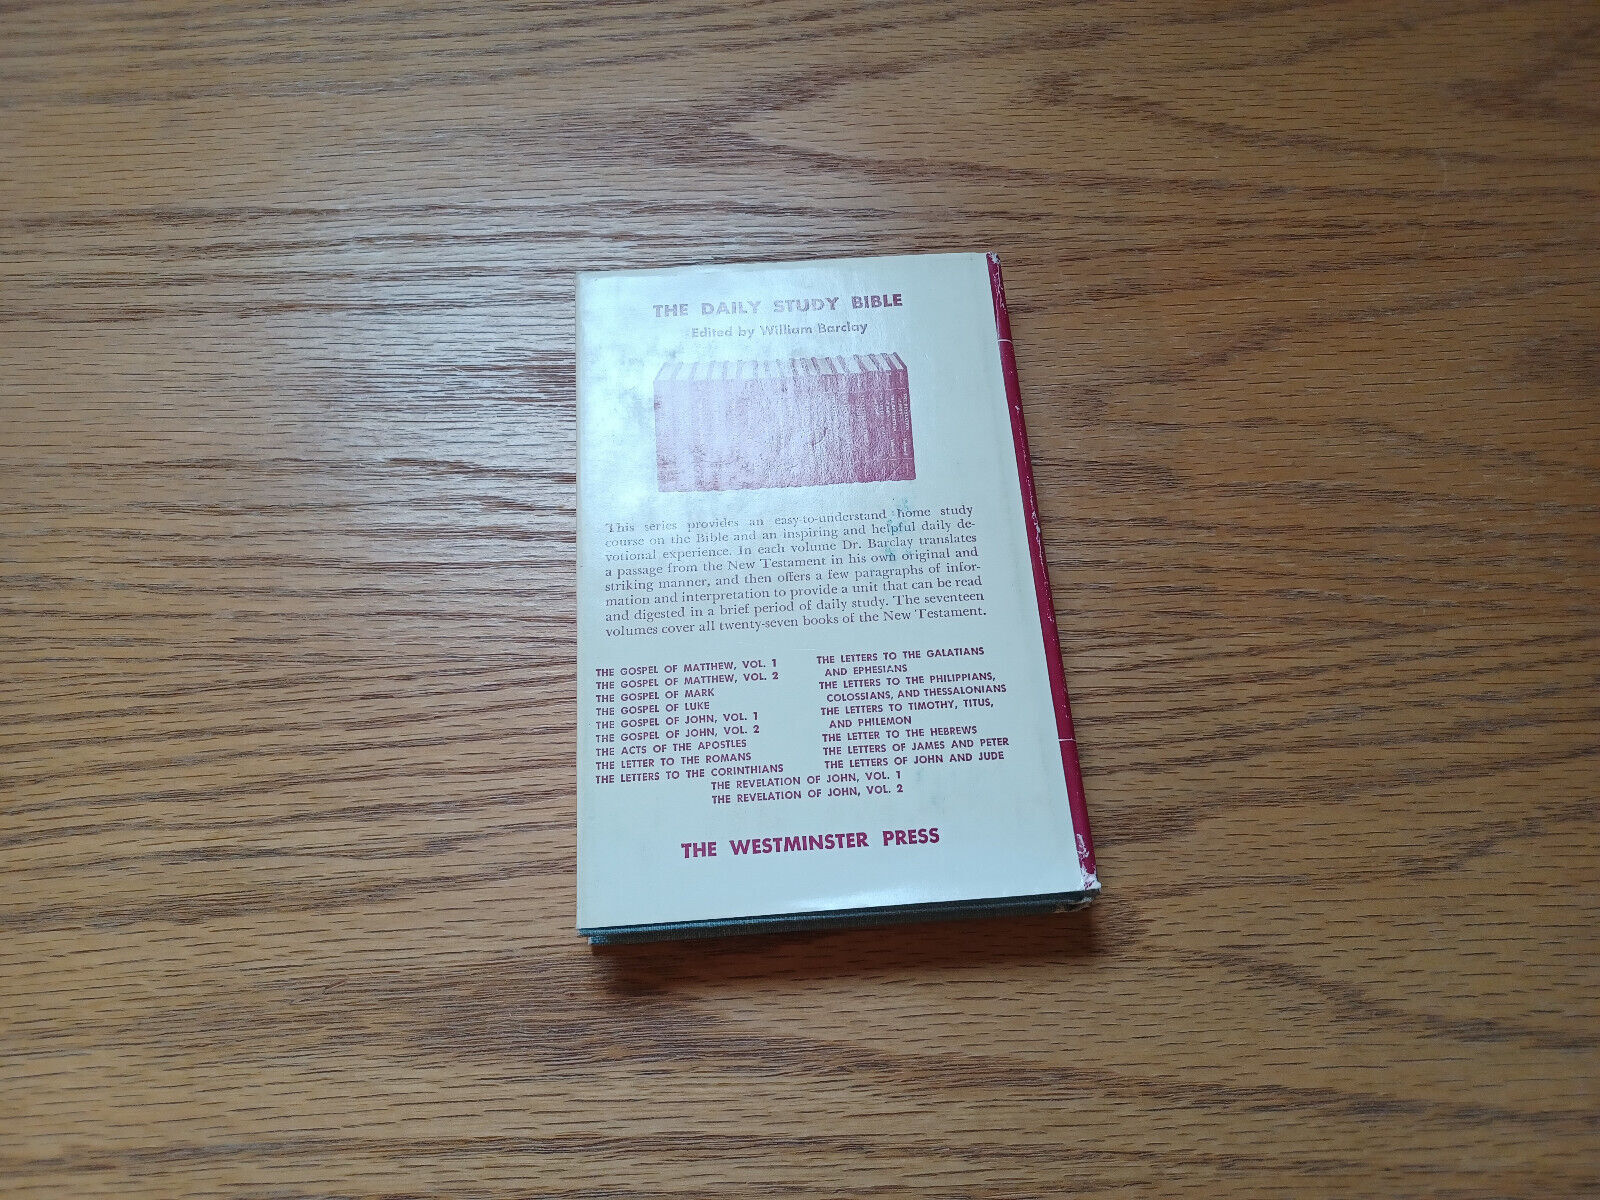 THE DAILY STUDY BIBLE
Edited by William Barclay
This series provides an easy-to-understand home study
course on the Bible and an inspiring and helpful daily de-
votional experience. In each volume Dr. Barclay translates
a passage from the New Testament in his own original and
striking manner, and then offers a few paragraphs of infor-
mation and interpretation to provide a unit that can be read
and digested in a brief period of daily study. The seventeen
volumes cover all twenty-seven books of the New Testament.
THE GOSPEL OF MATTHEW, VOL. 1
THE GOSPEL OF MATTHEW, VOL. 2
THE GOSPEL OF MARK
THE GOSPEL OF LUKE
THE GOSPEL OF JOHN, VOL. 1
THE GOSPEL OF JOHN, VOL. 2
THE ACTS OF THE APOSTLES
THE LETTER TO THE ROMANS
THE LETTERS TO THE CORINTHIANS
THE LETTERS TO THE GALATIANS
AND EPHESIANS
THE LETTERS TO THE PHILIPPIANS,
COLOSSIANS, AND THESSALONIANS
THE LETTERS TO TIMOTHY, TITUS,
AND PHILEMON
THE LETTER TO THE HEBREWS
THE LETTERS OF JAMES AND PETER
THE LETTERS OF JOHN AND JUDE
THE REVELATION OF JOHN, VOL. 1
THE REVELATION OF JOHN, VOL. 2
THE WESTMINSTER PRESS